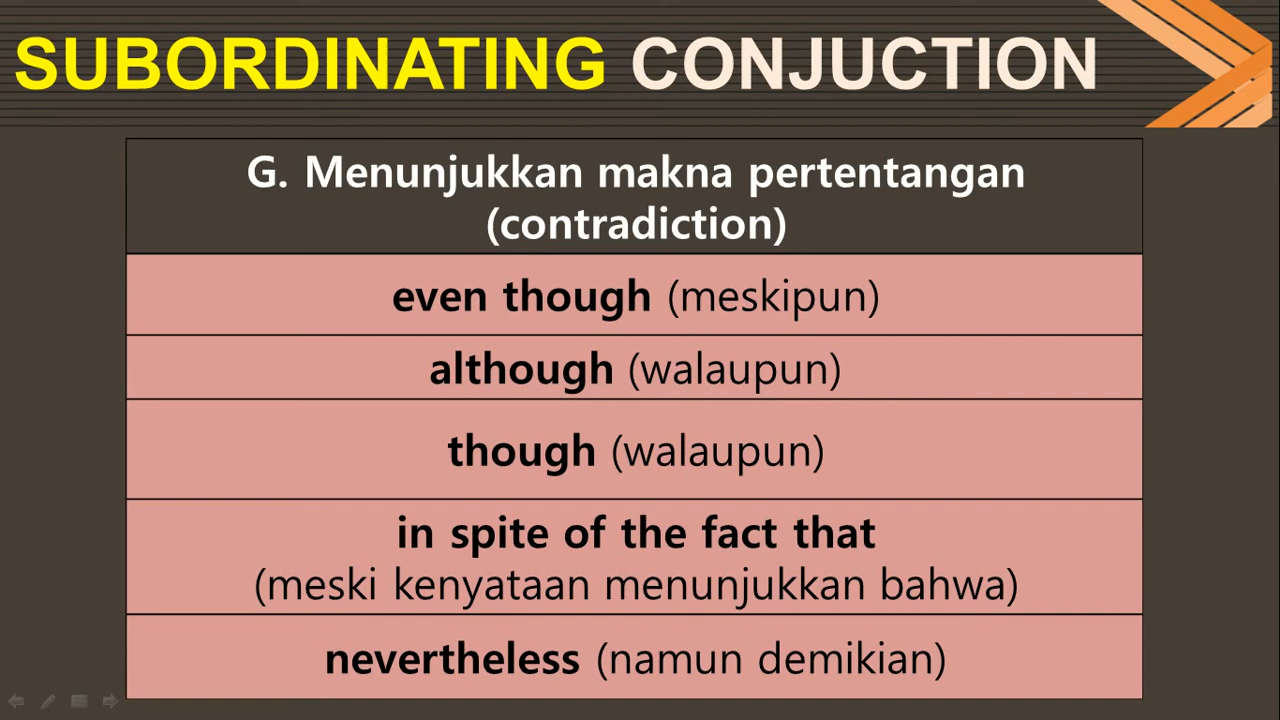 SUBORDINATING CONJUCTION
G. Menunjukkan makna pertentangan
(contradiction)
even though (meskipun)
although (walaupun)
though (walaupun)
in spite of the fact that
(meski kenyataan menunjukkan bahwa)
nevertheless (namun demikian)